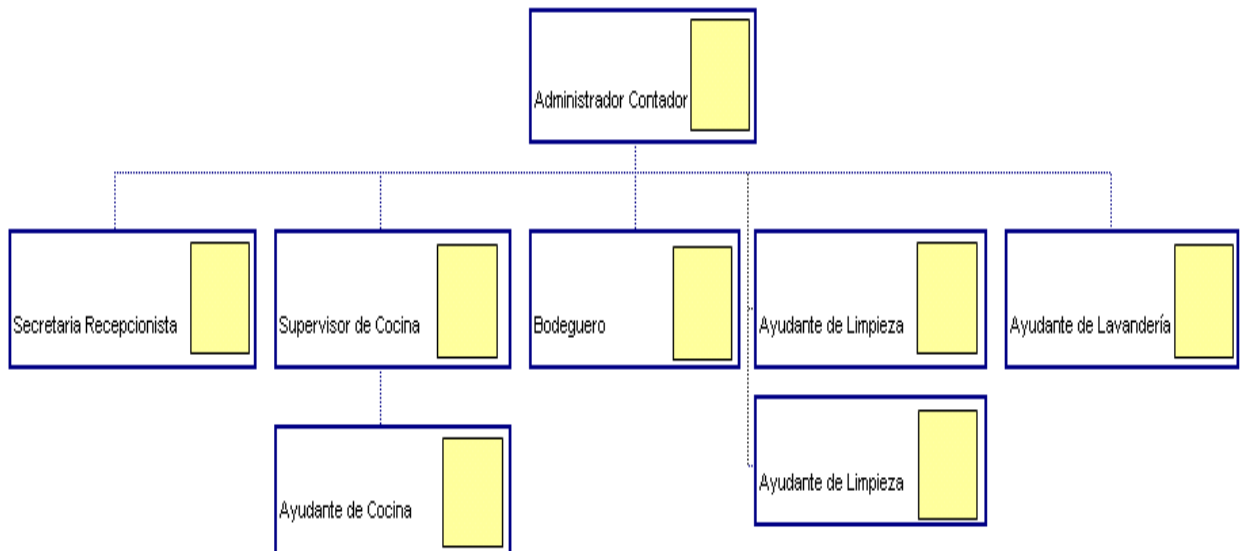 Administrador Contador
Secretaria Recepcionista
Supervisor de Cocina
Bodeguero
Ayudante de Limpieza
Ayudante de Lavandería
Ayudante de Limpieza
Ayudante de Cocina